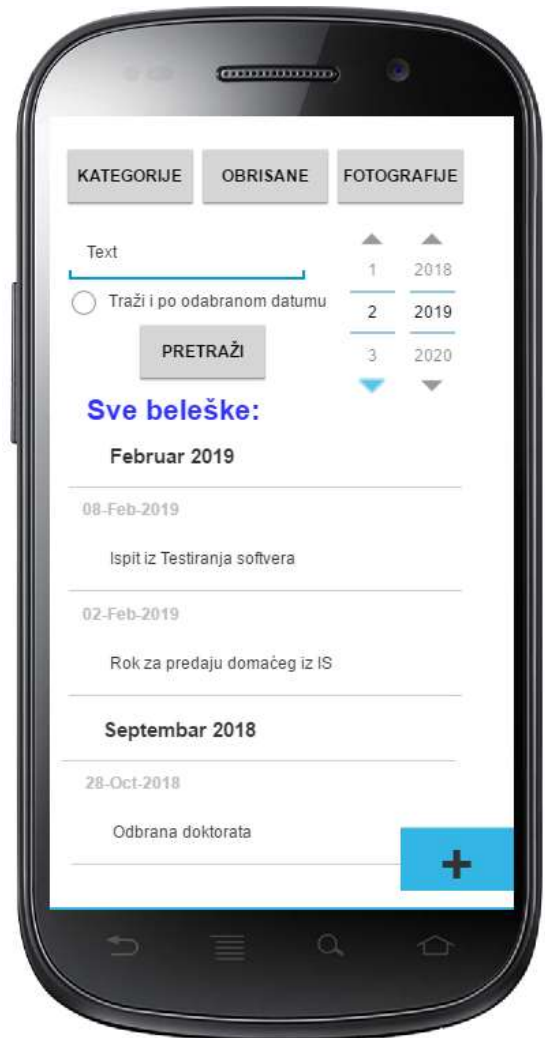 KATEGORIJE OBRISANE FOTOGRAFIJE
Text
1 2018
Traži i po odabranom datumu
2 2019
PRETRAŽI
3 2020
Sve beleške:
Februar 2019
08-Feb-2019
Ispit iz Testiranja softvera
02-Feb-2019
Rok za predaju domaćeg iz IS
Septembar 2018
28-Oct-2018
Odbrana doktorata
+